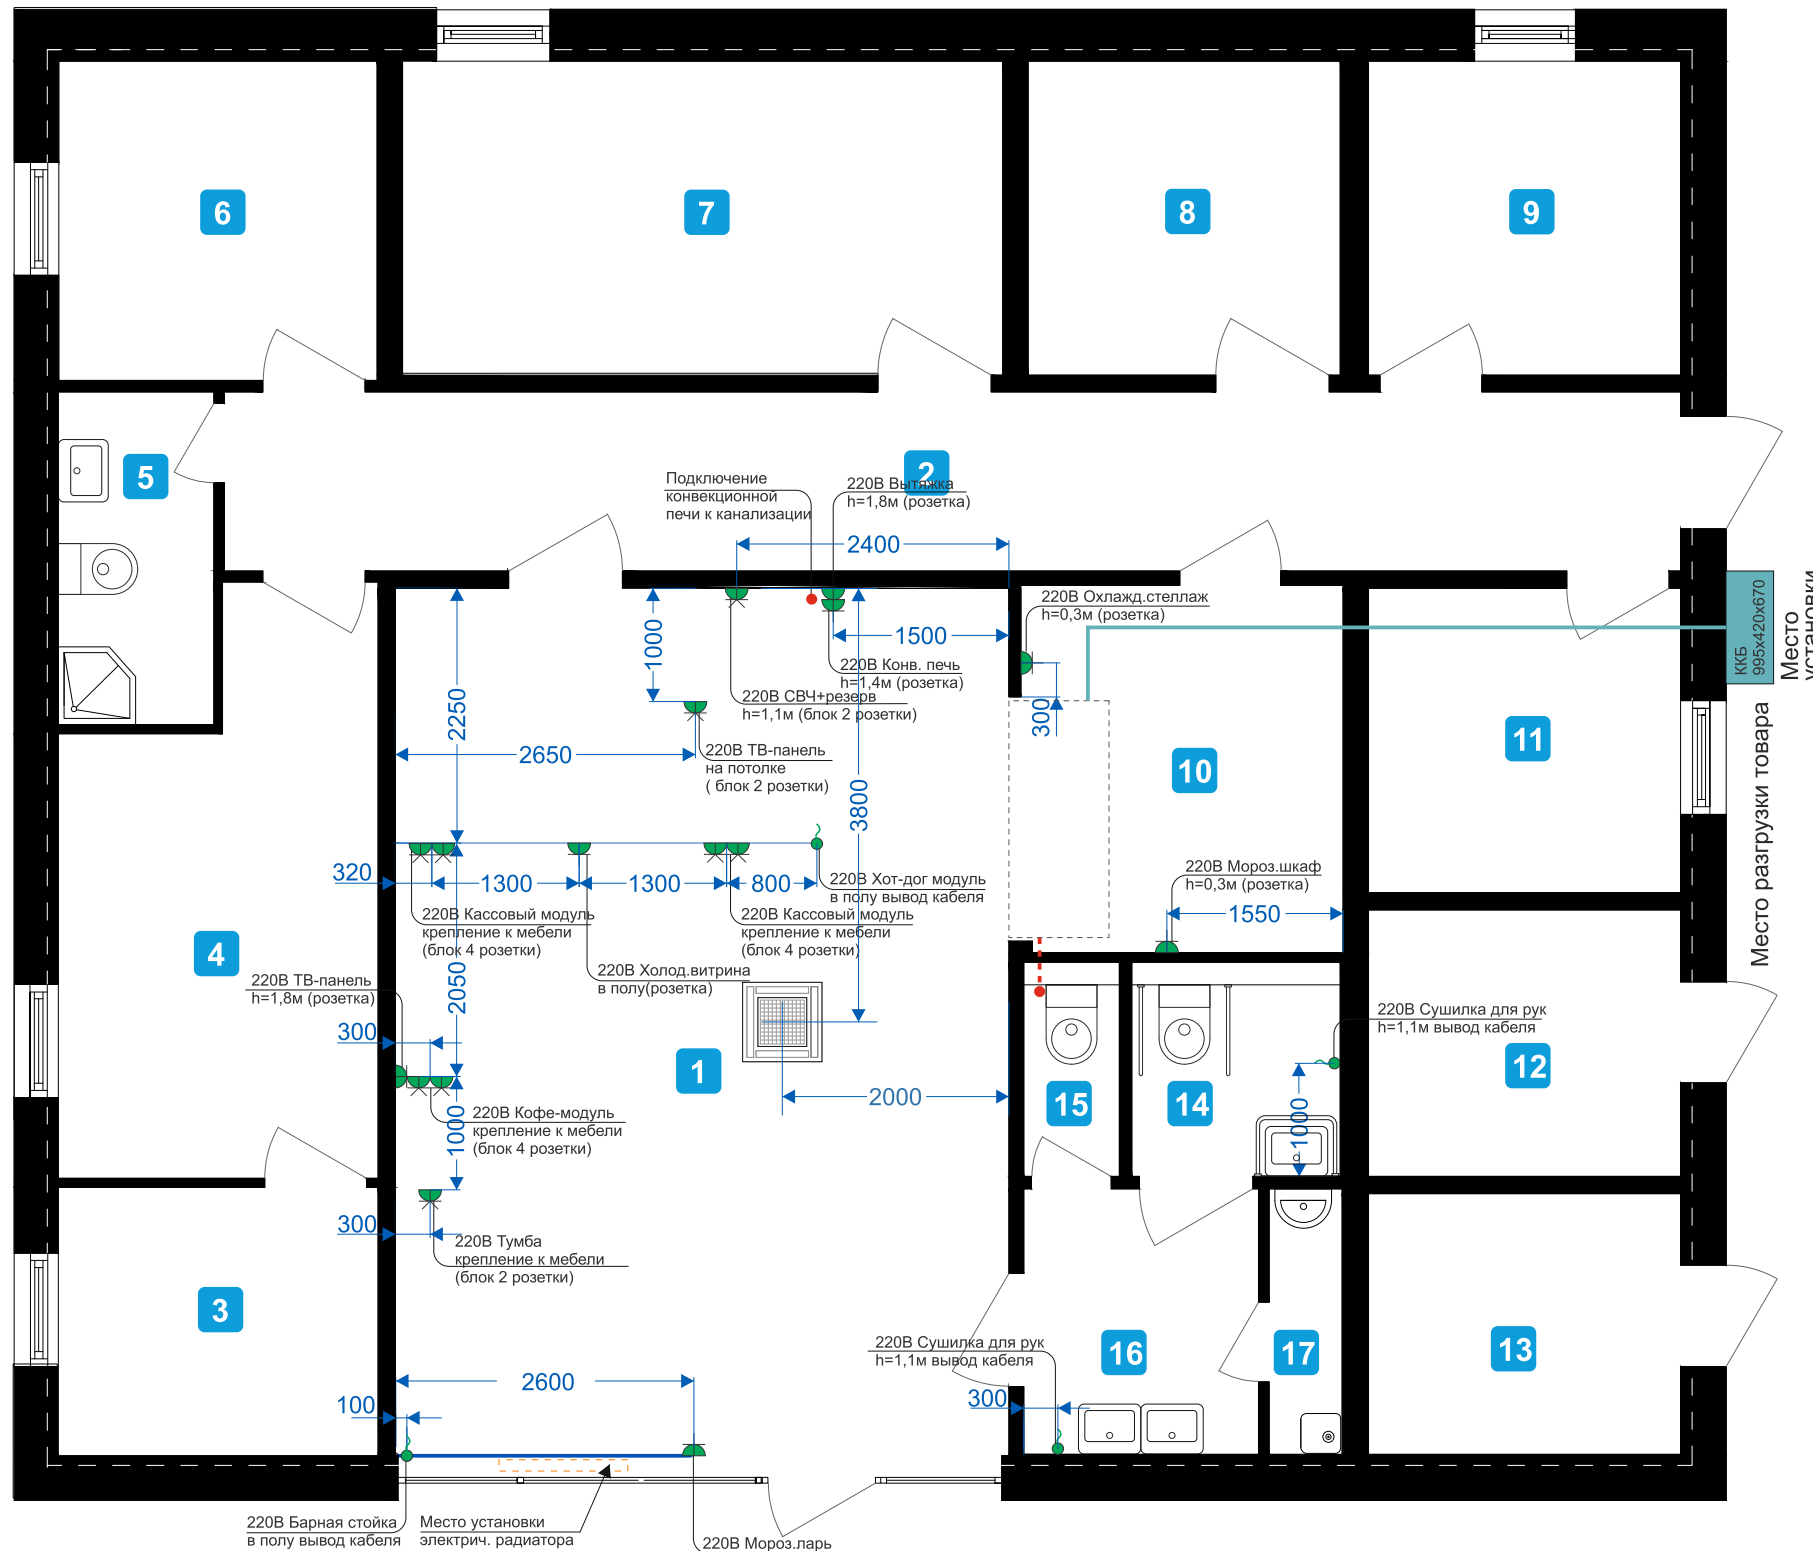 6
7
8
9
5
2
Подключение
конвекционной
печи к канализации
220В Вытяжка
h=1,8м (розетка)
2400
1500
220В Охлажд.стеллаж
h=0,3м (розетка)
ККБ
995x420x670
Место
установки
1000
220В Конв. печь
h=1,4м (розетка)
220В СВЧ+резерв
h=1,1м (блок 2 розетки)
2250
300
2650
220В ТВ-панель
на потолке
( блок 2 розетки)
3800
10
11
Место разгрузки товара
320
1300
1300
800
220В Хот-дог модуль
в полу вывод кабеля
220В Мороз.шкаф
h=0,3м (розетка)
1550
220В Кассовый модуль
крепление к мебели
(блок 4 розетки)
220В Кассовый модуль
крепление к мебели
(блок 4 розетки)
4
220В ТВ-панель
h=1,8м (розетка)
2050
220В Холод.витрина
в полу(розетка)
300
220В Сушилка для рук
h=1,1м вывод кабеля
1
2000
15
14
12
1000
220В Кофе-модуль
крепление к мебели
(блок 4 розетки)
1000
300
220В Тумба
крепление к мебели
(блок 2 розетки)
3
220В Сушилка для рук
h=1,1м вывод кабеля
16
17
13
2600
100
300
220В Барная стойка
в полу вывод кабеля
Место установки
электрич. радиатора
220В Мороз.ларь